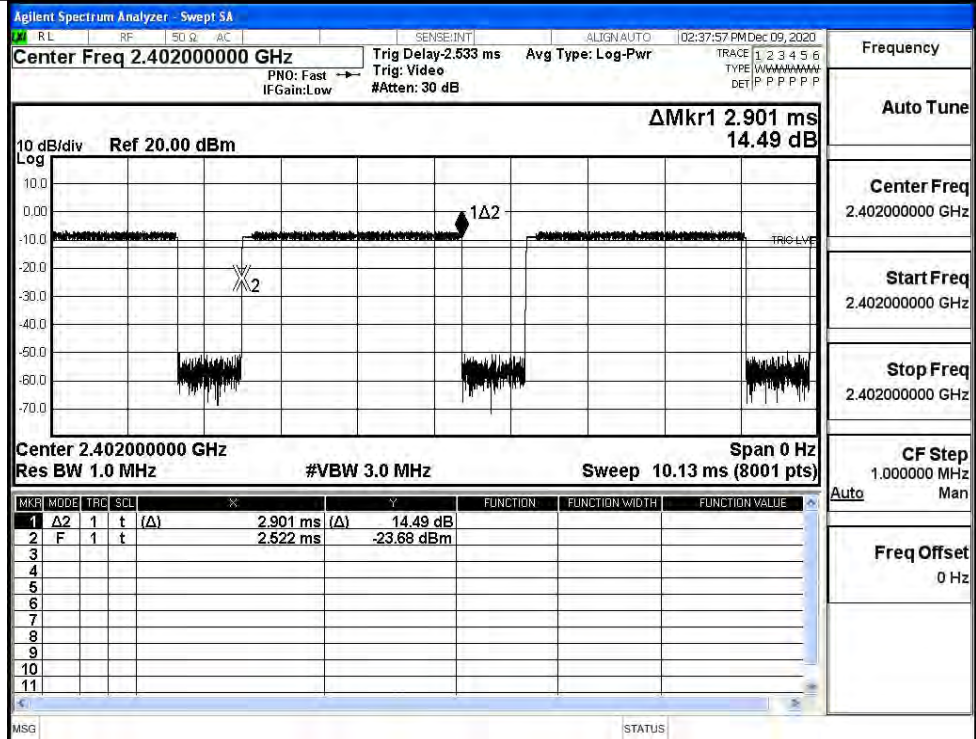 Agilent Spectrum Analyzer - Swept SA
RL RF 50 Ω AC SENSE:INT ALIGNAUTO 02:37:57 PM Dec 09, 2020
Center Freq 2.402000000 GHz
PNO: Fast
IFGain:Low
Trig Delay-2.533 ms
Trig: Video
#Atten: 30 dB
Avg Type: Log-Pwr
TRACE 1 2 3 4 5 6
TYPE WWWWWW
DET P P P P P P
ΔMkr1 2.901 ms
14.49 dB
10 dB/div Ref 20.00 dBm
Log
10.0
0.00
-10.0
-20.0
-30.0
-40.0
-50.0
-60.0
-70.0
1Δ2
2
TRIG LVL
Center 2.402000000 GHz Span 0 Hz
Res BW 1.0 MHz #VBW 3.0 MHz Sweep 10.13 ms (8001 pts)
MKR MODE TRC SCL X Y FUNCTION FUNCTION WIDTH FUNCTION VALUE
1 Δ2 1 t (Δ) 2.901 ms (Δ) 14.49 dB
2 F 1 t 2.522 ms -23.68 dBm
3
4
5
6
7
8
9
10
11
MSG STATUS
Frequency
Auto Tune
Center Freq
2.402000000 GHz
Start Freq
2.402000000 GHz
Stop Freq
2.402000000 GHz
CF Step
1.000000 MHz
Auto Man
Freq Offset
0 Hz